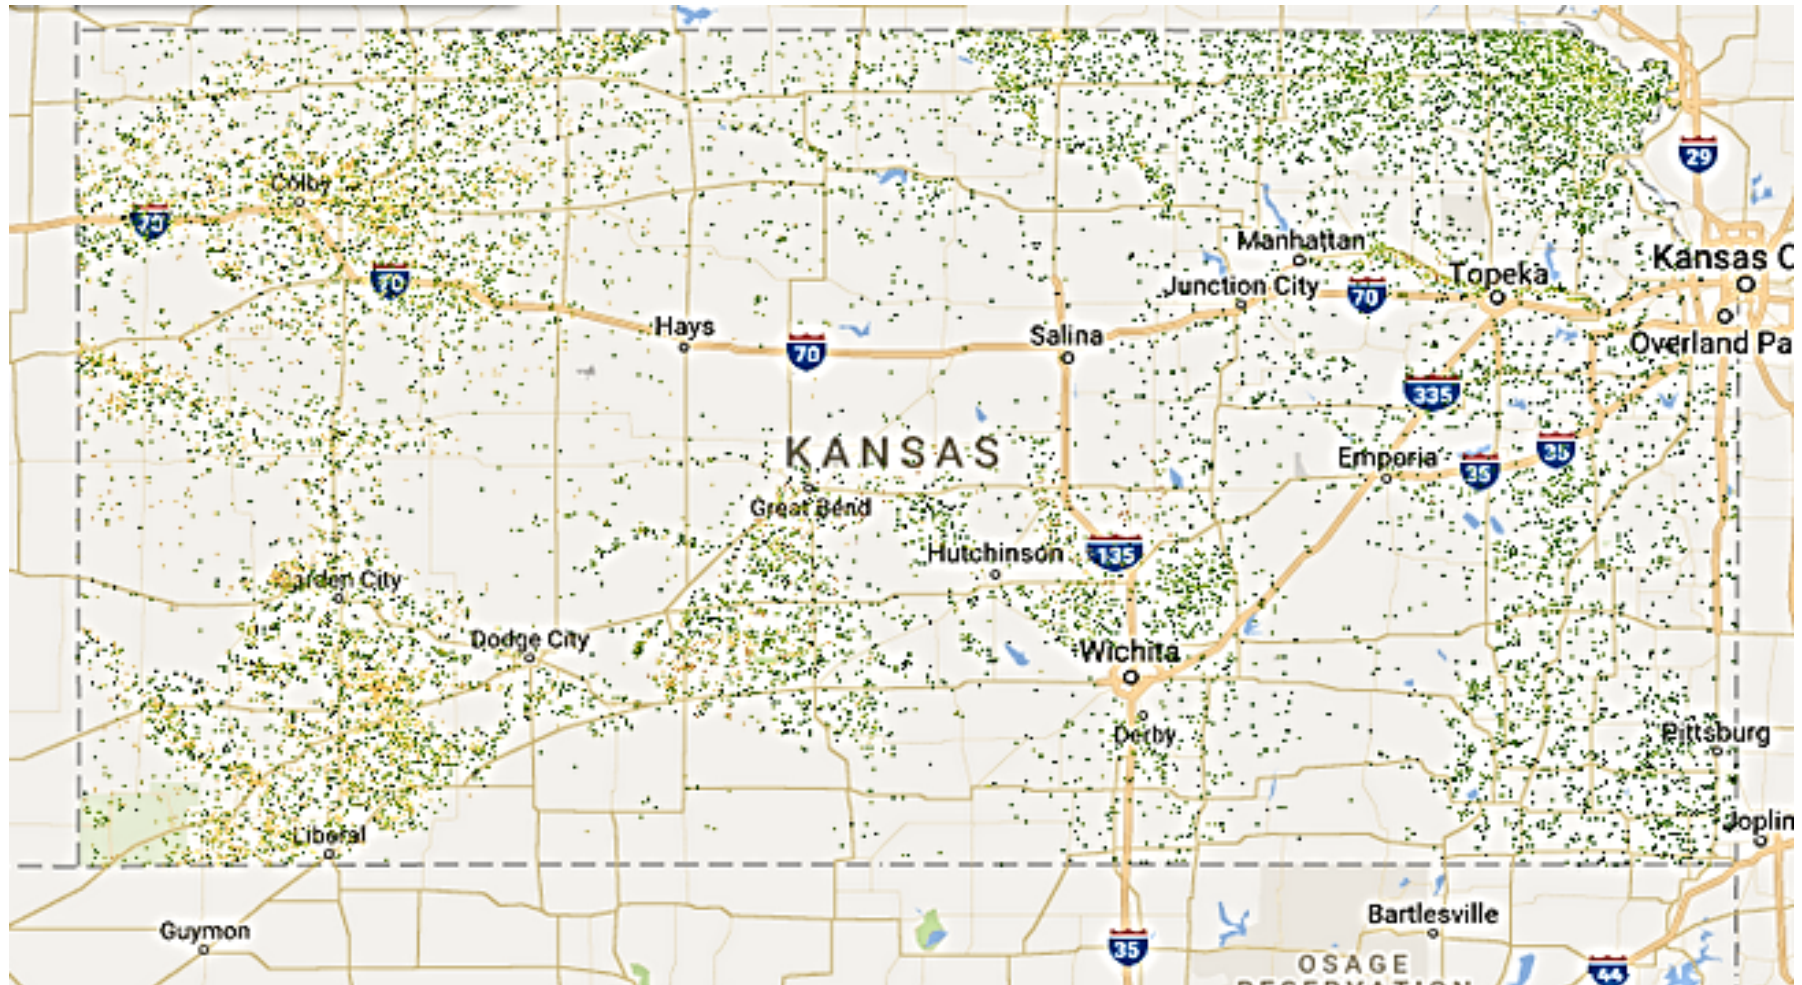 29
Colby
70
Manhattan
Kansas C
Topeka
70
Junction City
70
Hays
Salina
Overland Pa
70
335
KANSAS
Emporia
35
35
Great Bend
Hutchinson
135
Garden City
Dodge City
Wichita
Derby
Pittsburg
Liberal
Joplin
Bartlesville
Guymon
35
OSAGE
RESERVATION
44